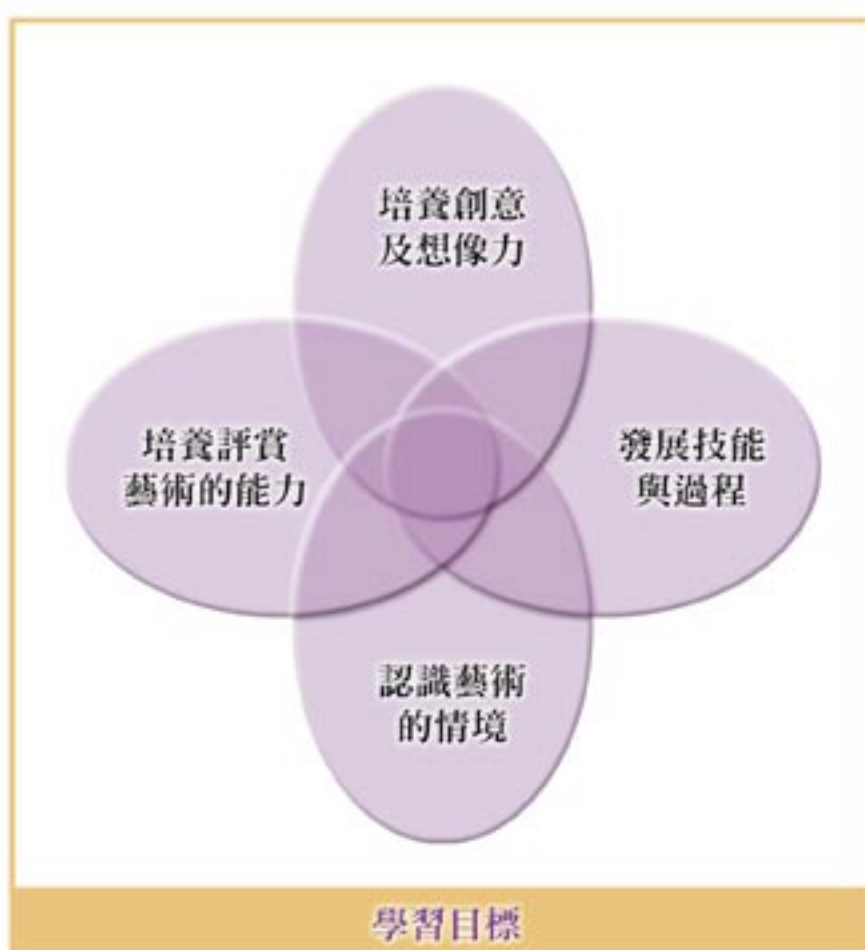 培養創意
及想像力
培養評賞
藝術的能力
發展技能
與過程
認識藝術
的情境
學習目標